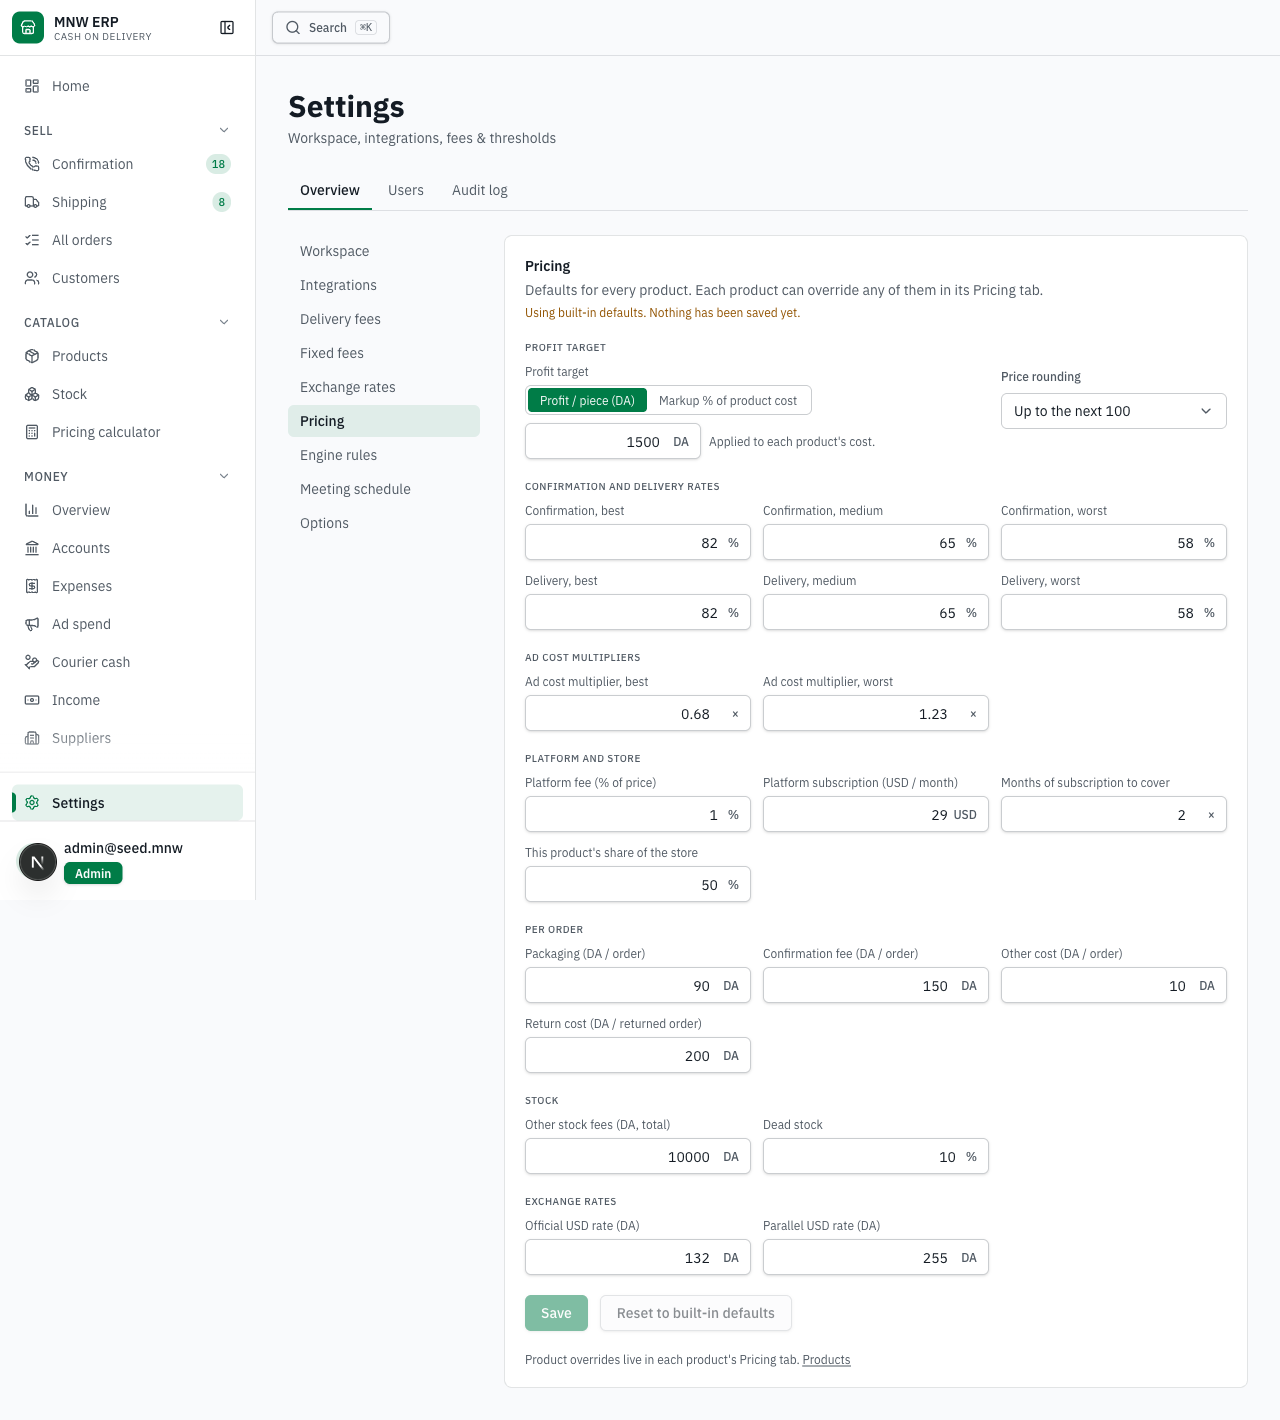 MNW ERP
CASH ON DELIVERY
Search ⌘K
Home
SELL
Confirmation 18
Shipping 8
All orders
Customers
CATALOG
Products
Stock
Pricing calculator
MONEY
Overview
Accounts
Expenses
Ad spend
Courier cash
Income
Suppliers
Settings
N
admin@seed.mnw
Admin
Settings
Workspace, integrations, fees & thresholds
Overview Users Audit log
Workspace
Integrations
Delivery fees
Fixed fees
Exchange rates
Pricing
Engine rules
Meeting schedule
Options
Pricing
Defaults for every product. Each product can override any of them in its Pricing tab.
Using built-in defaults. Nothing has been saved yet.
PROFIT TARGET
Profit target
Profit / piece (DA) Markup % of product cost
1500 DA Applied to each product's cost.
Price rounding
Up to the next 100
CONFIRMATION AND DELIVERY RATES
Confirmation, best Confirmation, medium Confirmation, worst
82 % 65 % 58 %
Delivery, best Delivery, medium Delivery, worst
82 % 65 % 58 %
AD COST MULTIPLIERS
Ad cost multiplier, best Ad cost multiplier, worst
0.68 × 1.23 ×
PLATFORM AND STORE
Platform fee (% of price) Platform subscription (USD / month) Months of subscription to cover
1 % 29 USD 2 ×
This product's share of the store
50 %
PER ORDER
Packaging (DA / order) Confirmation fee (DA / order) Other cost (DA / order)
90 DA 150 DA 10 DA
Return cost (DA / returned order)
200 DA
STOCK
Other stock fees (DA, total) Dead stock
10000 DA 10 %
EXCHANGE RATES
Official USD rate (DA) Parallel USD rate (DA)
132 DA 255 DA
Save Reset to built-in defaults
Product overrides live in each product's Pricing tab. Products